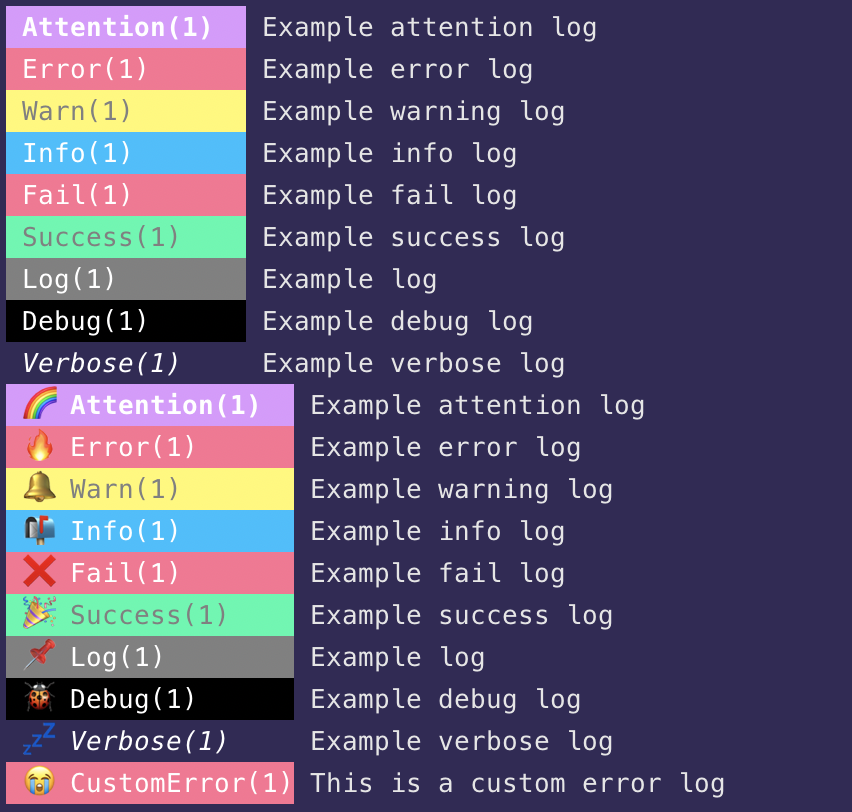 Attention(1) Example attention log
Error(1) Example error log
Warn(1) Example warning log
Info(1) Example info log
Fail(1) Example fail log
Success(1) Example success log
Log(1) Example log
Debug(1) Example debug log
Verbose(1) Example verbose log
🌈 Attention(1) Example attention log
🔥 Error(1) Example error log
🔔 Warn(1) Example warning log
📬 Info(1) Example info log
❌ Fail(1) Example fail log
🎉 Success(1) Example success log
📌 Log(1) Example log
🐞 Debug(1) Example debug log
💤 Verbose(1) Example verbose log
😭 CustomError(1) This is a custom error log